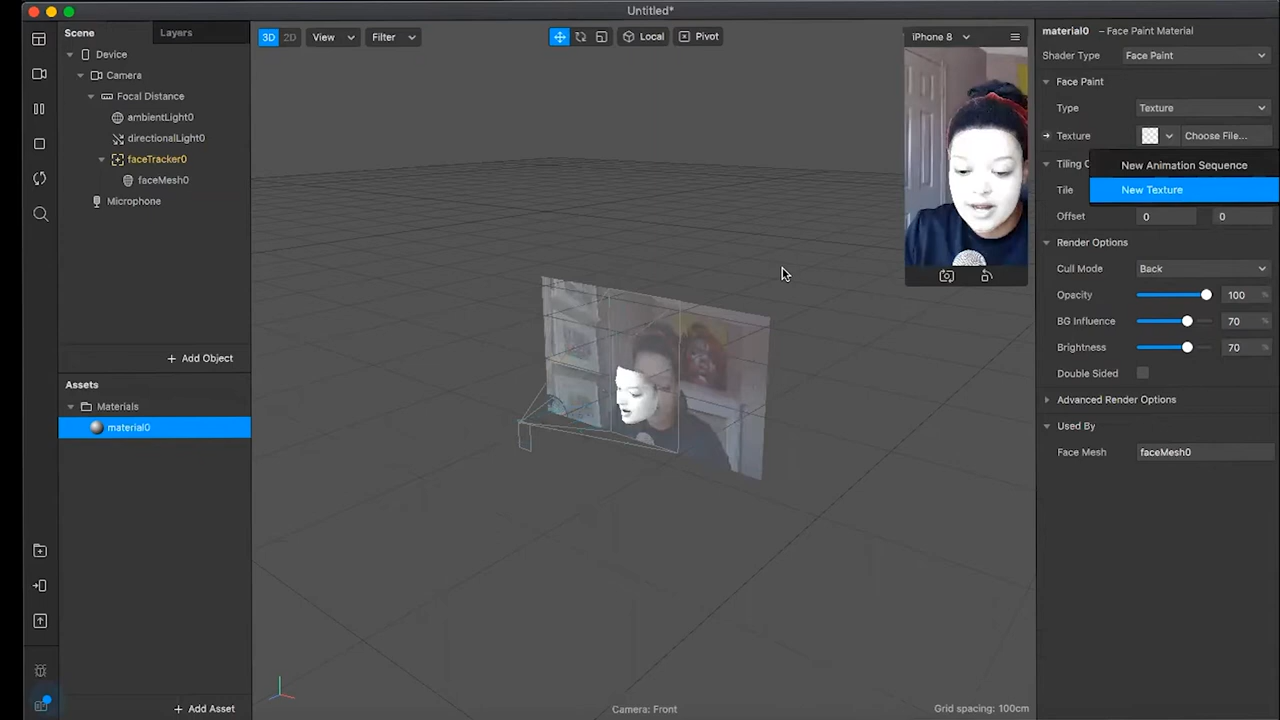 Untitled*
Scene
Layers
Device
Camera
Focal Distance
ambientLight0
directionalLight0
faceTracker0
faceMesh0
Microphone
+ Add Object
Assets
Materials
material0
+ Add Asset
3D 2D View Filter
Local Pivot
iPhone 8
Camera: Front
Grid spacing: 100cm
material0 – Face Paint Material
Shader Type Face Paint
Face Paint
Type Texture
Texture Choose File...
New Animation Sequence
New Texture
Tiling
Tile
Offset 0 0
Render Options
Cull Mode Back
Opacity 100 %
BG Influence 70 %
Brightness 70 %
Double Sided
Advanced Render Options
Used By
Face Mesh faceMesh0